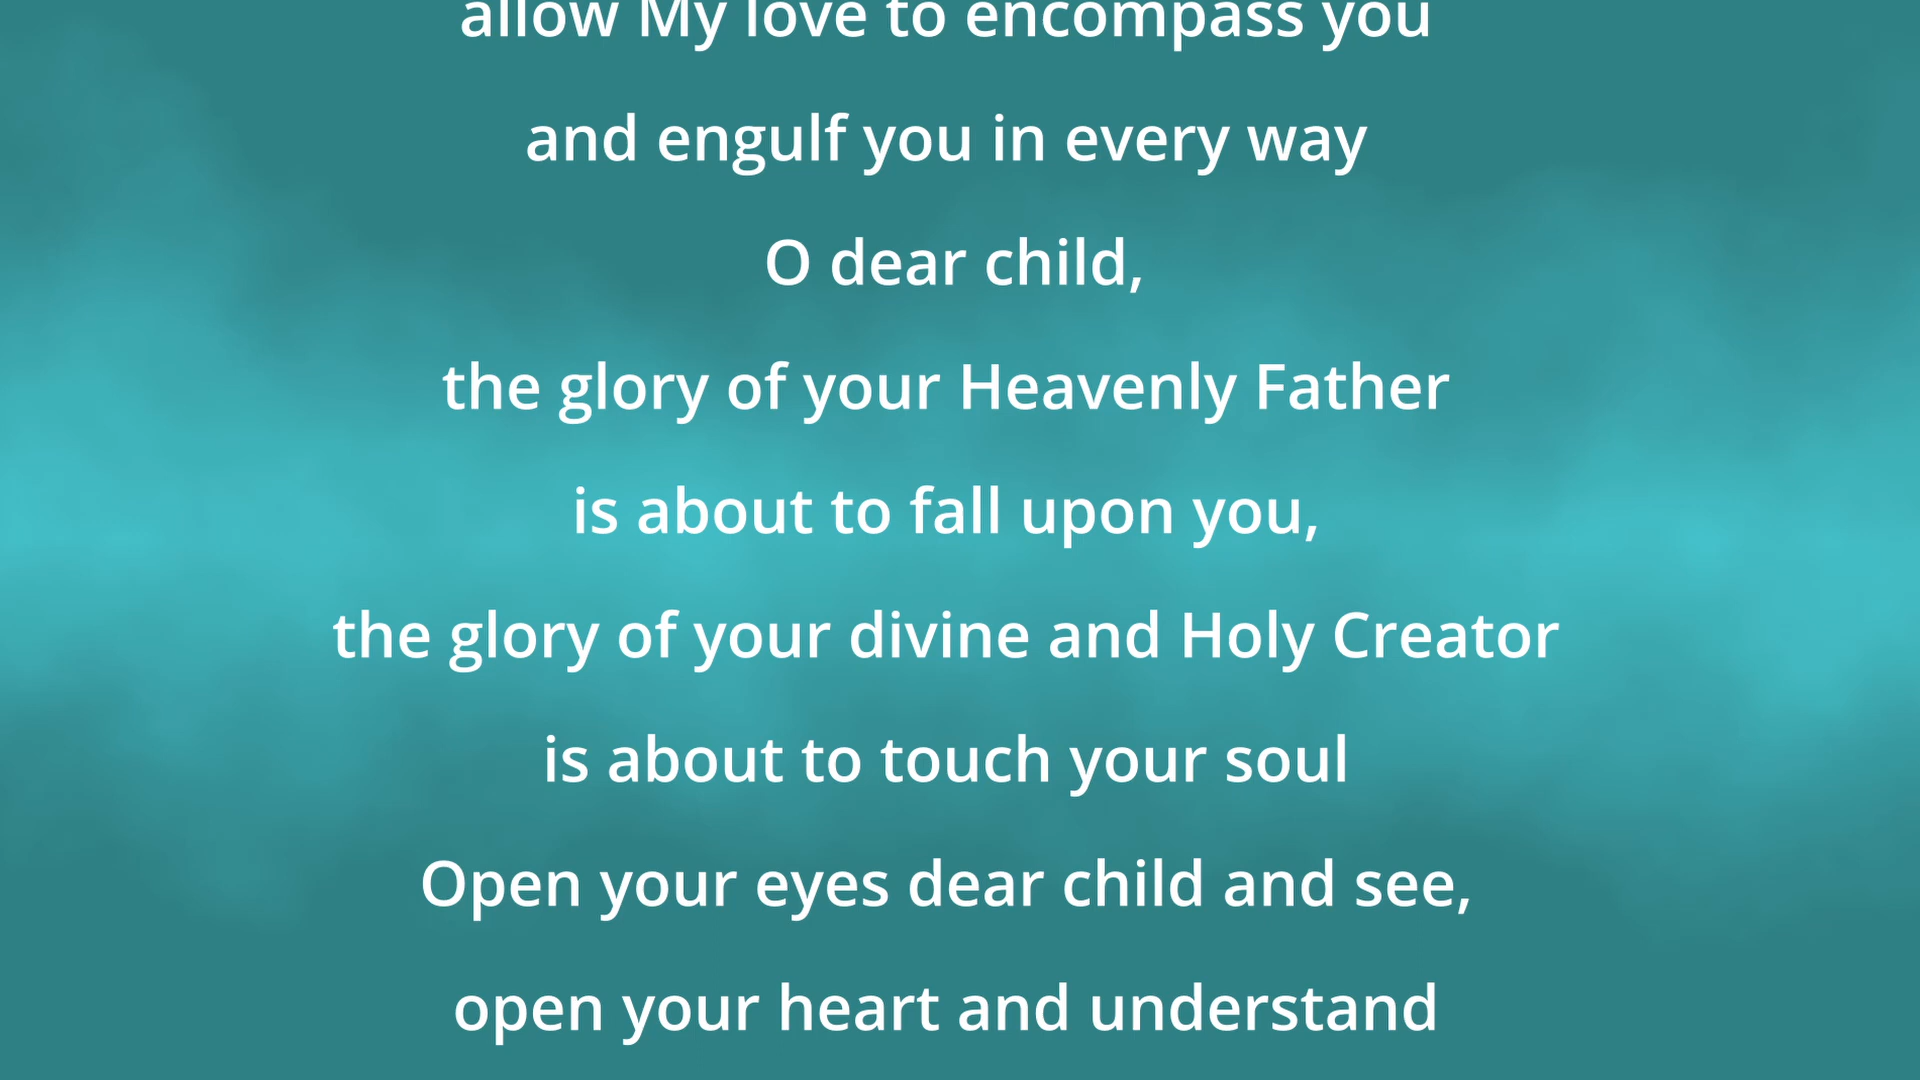 allow My love to encompass you
and engulf you in every way
O dear child,
the glory of your Heavenly Father
is about to fall upon you,
the glory of your divine and Holy Creator
is about to touch your soul
Open your eyes dear child and see,
open your heart and understand